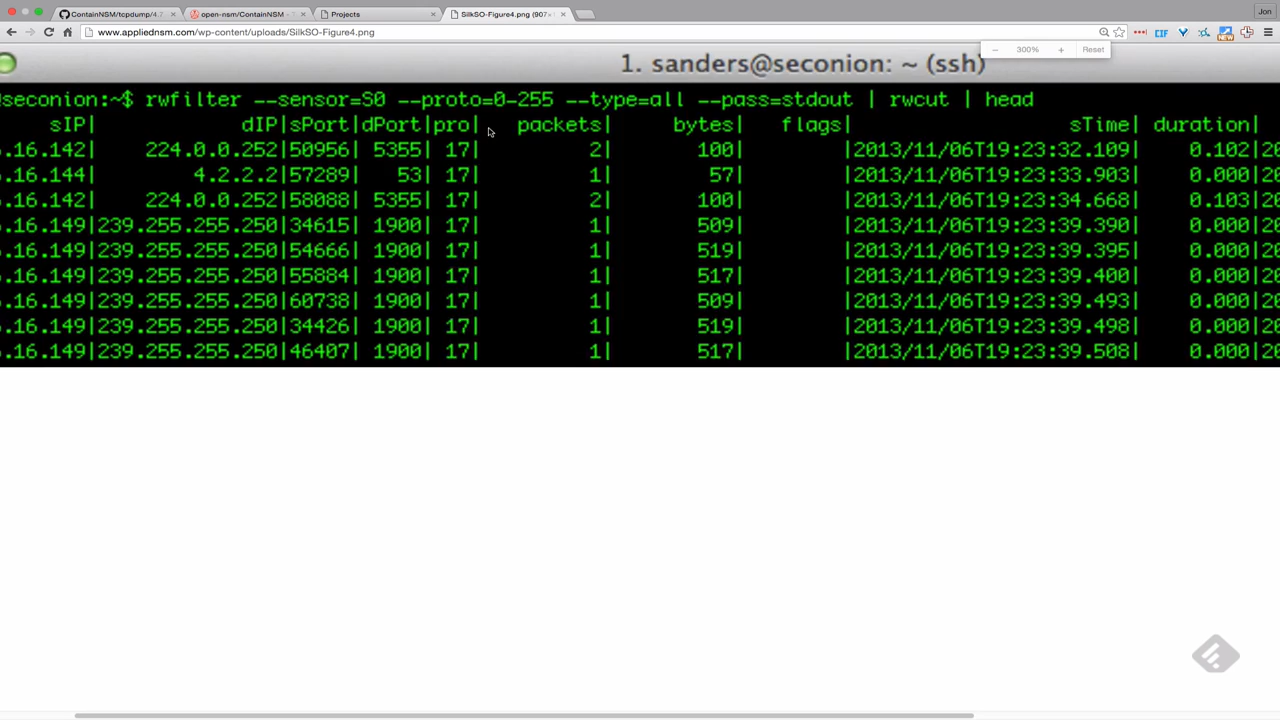 ContainNSM/tcpdump/4.7
open-nsm/ContainNSM - T
Projects
SilkSO-Figure4.png (907×
Jon
www.appliednsm.com/wp-content/uploads/SilkSO-Figure4.png
CIF
NEW
300%
Reset
1. sanders@seconion: ~ (ssh)
@seconion:~$ rwfilter --sensor=S0 --proto=0-255 --type=all --pass=stdout | rwcut | head
sIP| dIP|sPort|dPort|pro| packets| bytes| flags| sTime| duration|
.16.142| 224.0.0.252|50956| 5355| 17| 2| 100| |2013/11/06T19:23:32.109| 0.102|20
.16.144| 4.2.2.2|57289| 53| 17| 1| 57| |2013/11/06T19:23:33.903| 0.000|20
.16.142| 224.0.0.252|58088| 5355| 17| 2| 100| |2013/11/06T19:23:34.668| 0.103|20
.16.149|239.255.255.250|34615| 1900| 17| 1| 509| |2013/11/06T19:23:39.390| 0.000|20
.16.149|239.255.255.250|54666| 1900| 17| 1| 519| |2013/11/06T19:23:39.395| 0.000|20
.16.149|239.255.255.250|55884| 1900| 17| 1| 517| |2013/11/06T19:23:39.400| 0.000|20
.16.149|239.255.255.250|60738| 1900| 17| 1| 509| |2013/11/06T19:23:39.493| 0.000|20
.16.149|239.255.255.250|34426| 1900| 17| 1| 519| |2013/11/06T19:23:39.498| 0.000|20
.16.149|239.255.255.250|46407| 1900| 17| 1| 517| |2013/11/06T19:23:39.508| 0.000|20